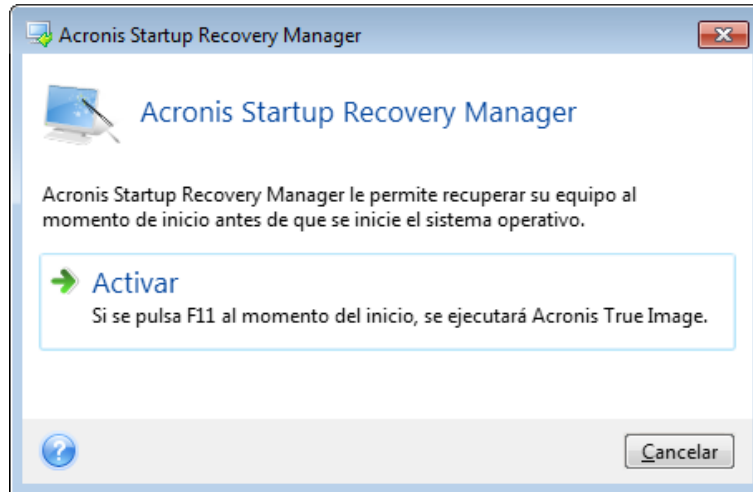 Acronis Startup Recovery Manager
Acronis Startup Recovery Manager
Acronis Startup Recovery Manager le permite recuperar su equipo al
momento de inicio antes de que se inicie el sistema operativo.
Activar
Si se pulsa F11 al momento del inicio, se ejecutará Acronis True Image.
?
Cancelar